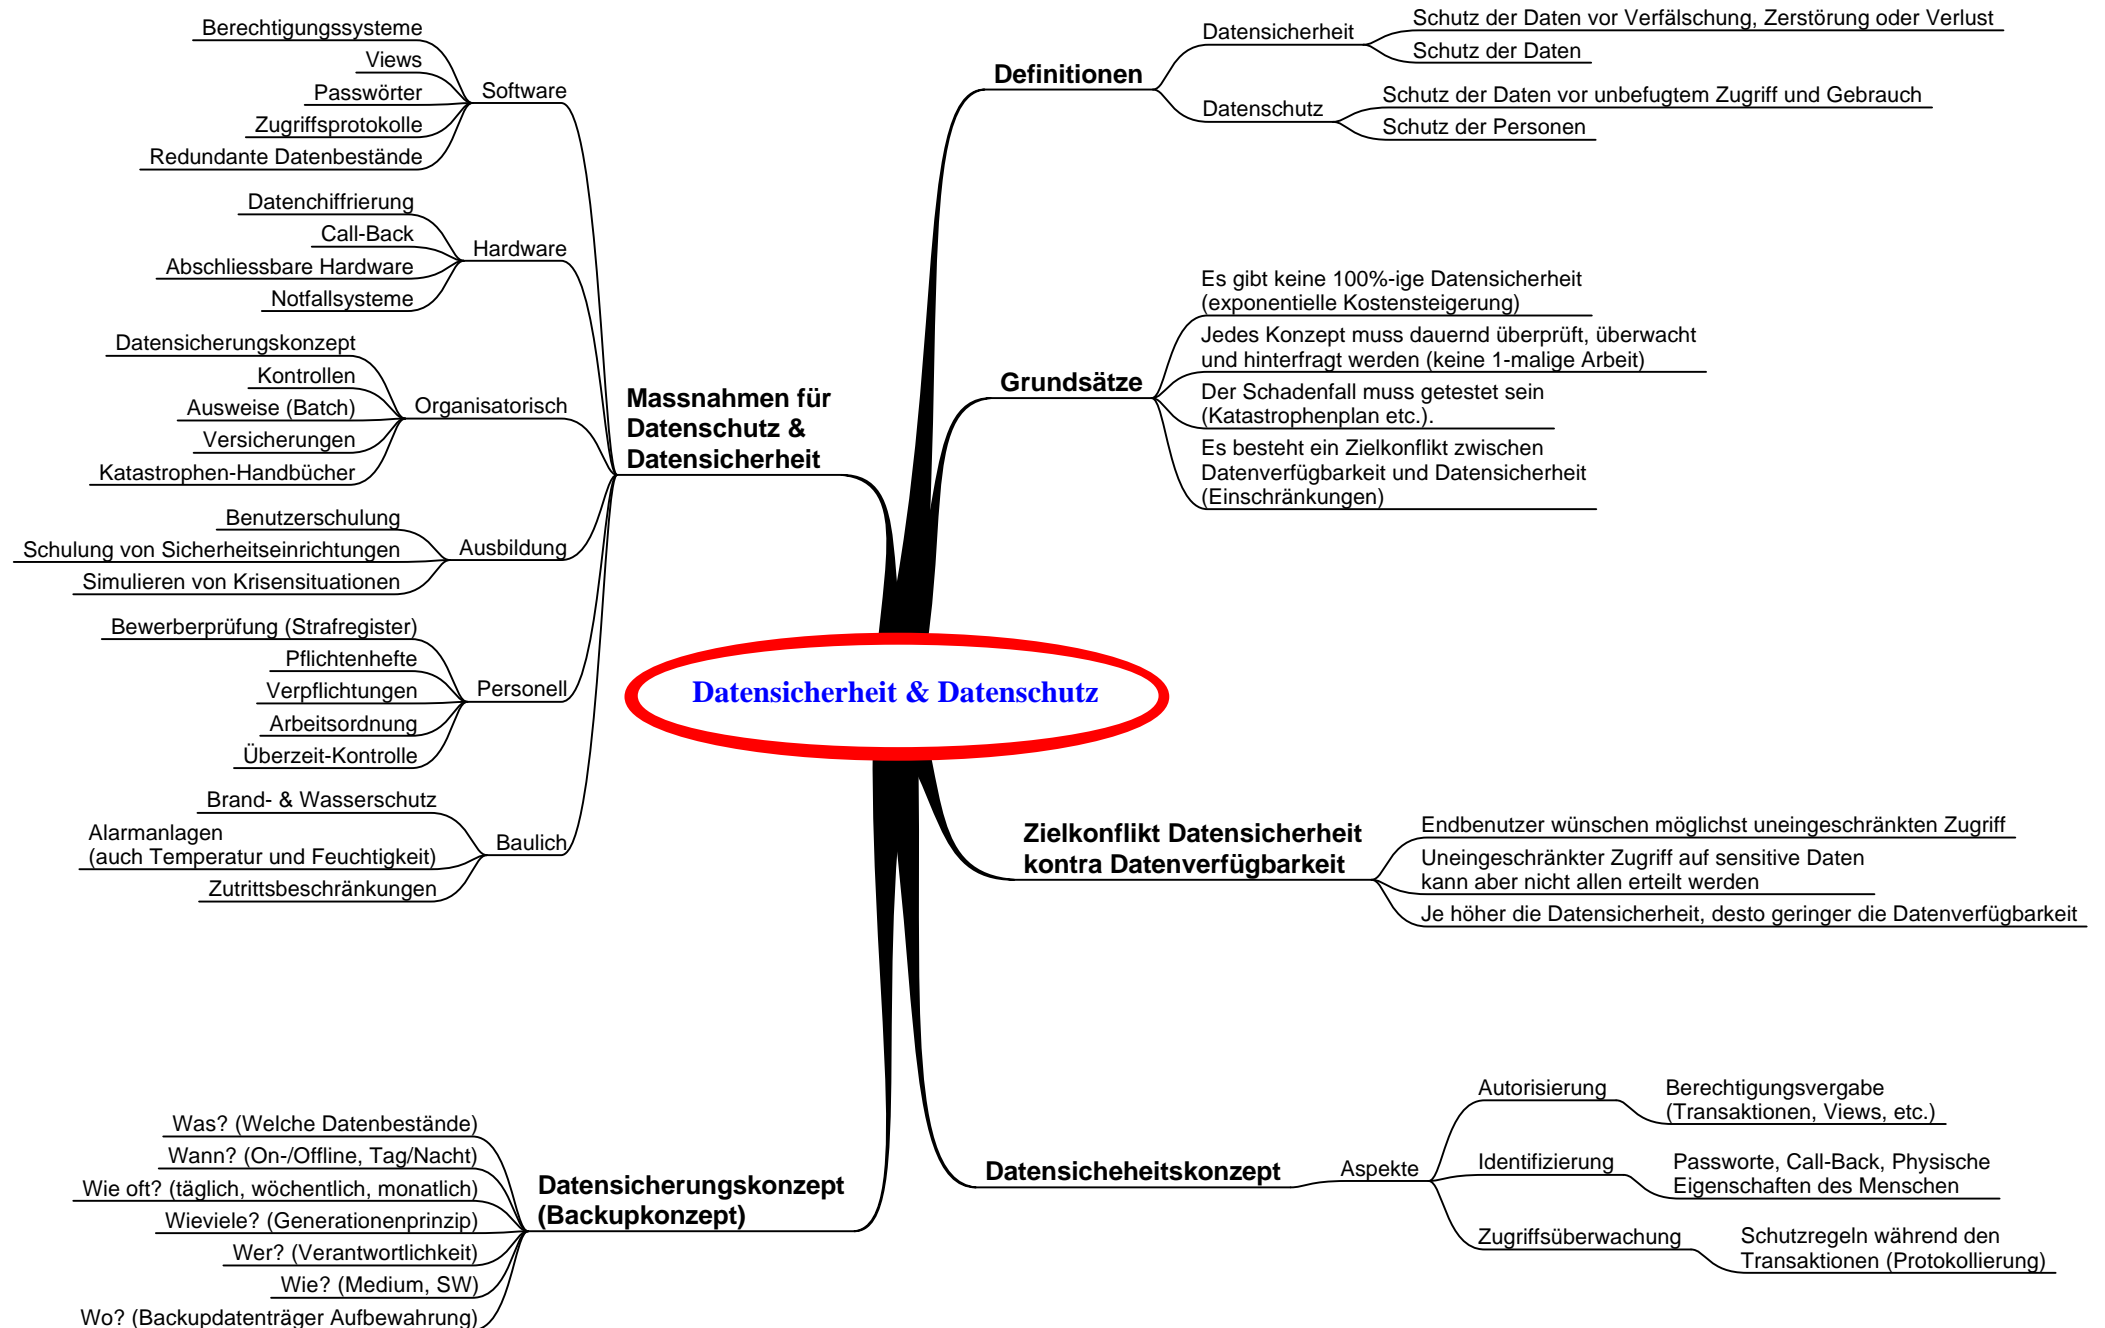 Datensicherheit & Datenschutz
Definitionen
Datensicherheit
Schutz der Daten vor Verfälschung, Zerstörung oder Verlust
Schutz der Daten
Datenschutz
Schutz der Daten vor unbefugtem Zugriff und Gebrauch
Schutz der Personen
Grundsätze
Es gibt keine 100%-ige Datensicherheit
(exponentielle Kostensteigerung)
Jedes Konzept muss dauernd überprüft, überwacht
und hinterfragt werden (keine 1-malige Arbeit)
Der Schadenfall muss getestet sein
(Katastrophenplan etc.).
Es besteht ein Zielkonflikt zwischen
Datenverfügbarkeit und Datensicherheit
(Einschränkungen)
Zielkonflikt Datensicherheit
kontra Datenverfügbarkeit
Endbenutzer wünschen möglichst uneingeschränkten Zugriff
Uneingeschränkter Zugriff auf sensitive Daten
kann aber nicht allen erteilt werden
Je höher die Datensicherheit, desto geringer die Datenverfügbarkeit
Datensicheheitskonzept
Aspekte
Autorisierung
Berechtigungsvergabe
(Transaktionen, Views, etc.)
Identifizierung
Passworte, Call-Back, Physische
Eigenschaften des Menschen
Zugriffsüberwachung
Schutzregeln während den
Transaktionen (Protokollierung)
Massnahmen für
Datenschutz &
Datensicherheit
Software
Berechtigungssysteme
Views
Passwörter
Zugriffsprotokolle
Redundante Datenbestände
Hardware
Datenchiffrierung
Call-Back
Abschliessbare Hardware
Notfallsysteme
Organisatorisch
Datensicherungskonzept
Kontrollen
Ausweise (Batch)
Versicherungen
Katastrophen-Handbücher
Ausbildung
Benutzerschulung
Schulung von Sicherheitseinrichtungen
Simulieren von Krisensituationen
Personell
Bewerberprüfung (Strafregister)
Pflichtenhefte
Verpflichtungen
Arbeitsordnung
Überzeit-Kontrolle
Baulich
Brand- & Wasserschutz
Alarmanlagen
(auch Temperatur und Feuchtigkeit)
Zutrittsbeschränkungen
Datensicherungskonzept
(Backupkonzept)
Was? (Welche Datenbestände)
Wann? (On-/Offline, Tag/Nacht)
Wie oft? (täglich, wöchentlich, monatlich)
Wieviele? (Generationenprinzip)
Wer? (Verantwortlichkeit)
Wie? (Medium, SW)
Wo? (Backupdatenträger Aufbewahrung)